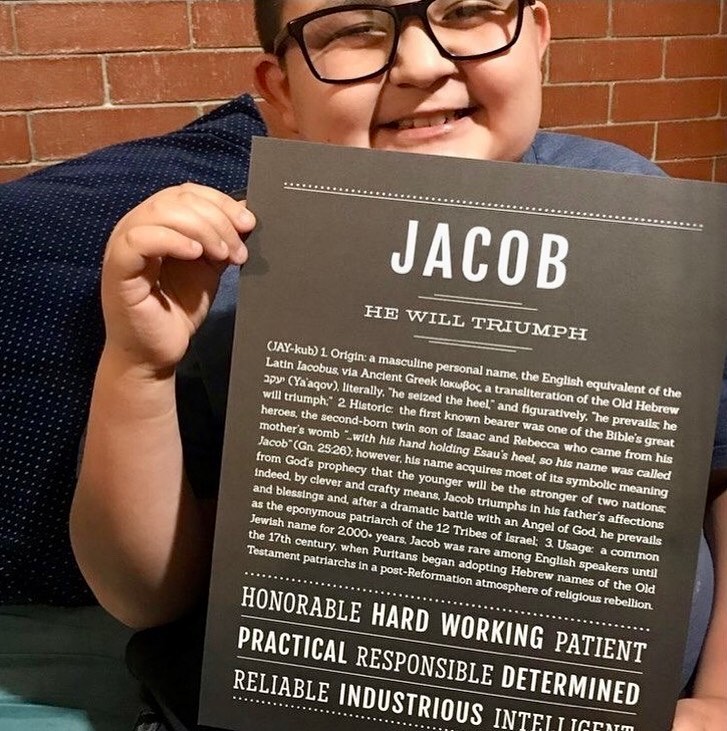 JACOB
HE WILL TRIUMPH
(JAY-kub) 1. Origin: a masculine personal name, the English equivalent of the
Latin Iacobus, via Ancient Greek Ιακωβος, a transliteration of the Old Hebrew
יעקב (Ya'aqov), literally, "he seized the heel," and figuratively, "he prevails; he
will triumph;" 2. Historic: the first known bearer was one of the Bible's great
heroes, the second-born twin son of Isaac and Rebecca who came from his
mother's womb "...with his hand holding Esau's heel, so his name was called
Jacob" (Gn. 25:26); however, his name acquires most of its symbolic meaning
from God's prophecy that the younger will be the stronger of two nations;
indeed, by clever and crafty means, Jacob triumphs in his father's affections
and blessings and, after a dramatic battle with an Angel of God, he prevails
as the eponymous patriarch of the 12 Tribes of Israel; 3. Usage: a common
Jewish name for 2,000+ years, Jacob was rare among English speakers until
the 17th century, when Puritans began adopting Hebrew names of the Old
Testament patriarchs in a post-Reformation atmosphere of religious rebellion.
HONORABLE HARD WORKING PATIENT
PRACTICAL RESPONSIBLE DETERMINED
RELIABLE INDUSTRIOUS INTELLIGENT